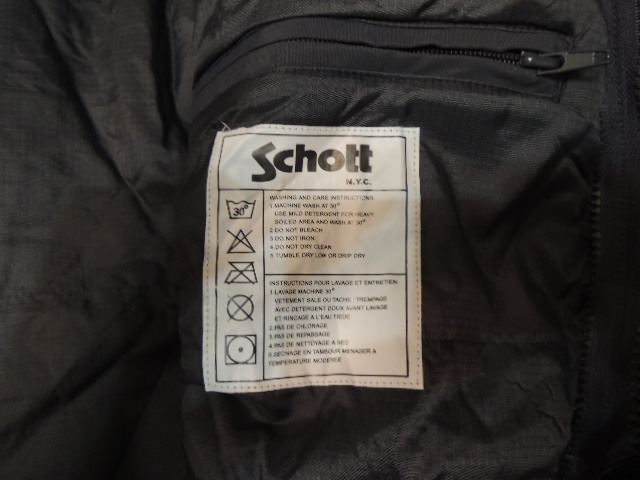 Schott
N.Y.C.
30°
WASHING AND CARE INSTRUCTIONS
1.MACHINE WASH AT 30°
USE MILD DETERGENT FOR HEAVY
SOILED AREA AND WASH AT 30°
2.DO NOT BLEACH
3.DO NOT IRON
4.DO NOT DRY CLEAN
5.TUMBLE DRY LOW OR DRIP DRY
INSTRUCTIONS POUR LAVAGE ET ENTRETIEN
1.LAVAGE MACHINE 30°
VETEMENT SALE OU TACHE : TREMPAGE
AVEC DETERGENT DOUX AVANT LAVAGE
ET RINCAGE A L'EAU TIEDE
2.PAS DE CHLORAGE
3.PAS DE REPASSAGE
4.PAS DE NETTOYAGE A SEC
5.SECHAGE EN TAMBOUR MENAGER A
TEMPERATURE MODEREE